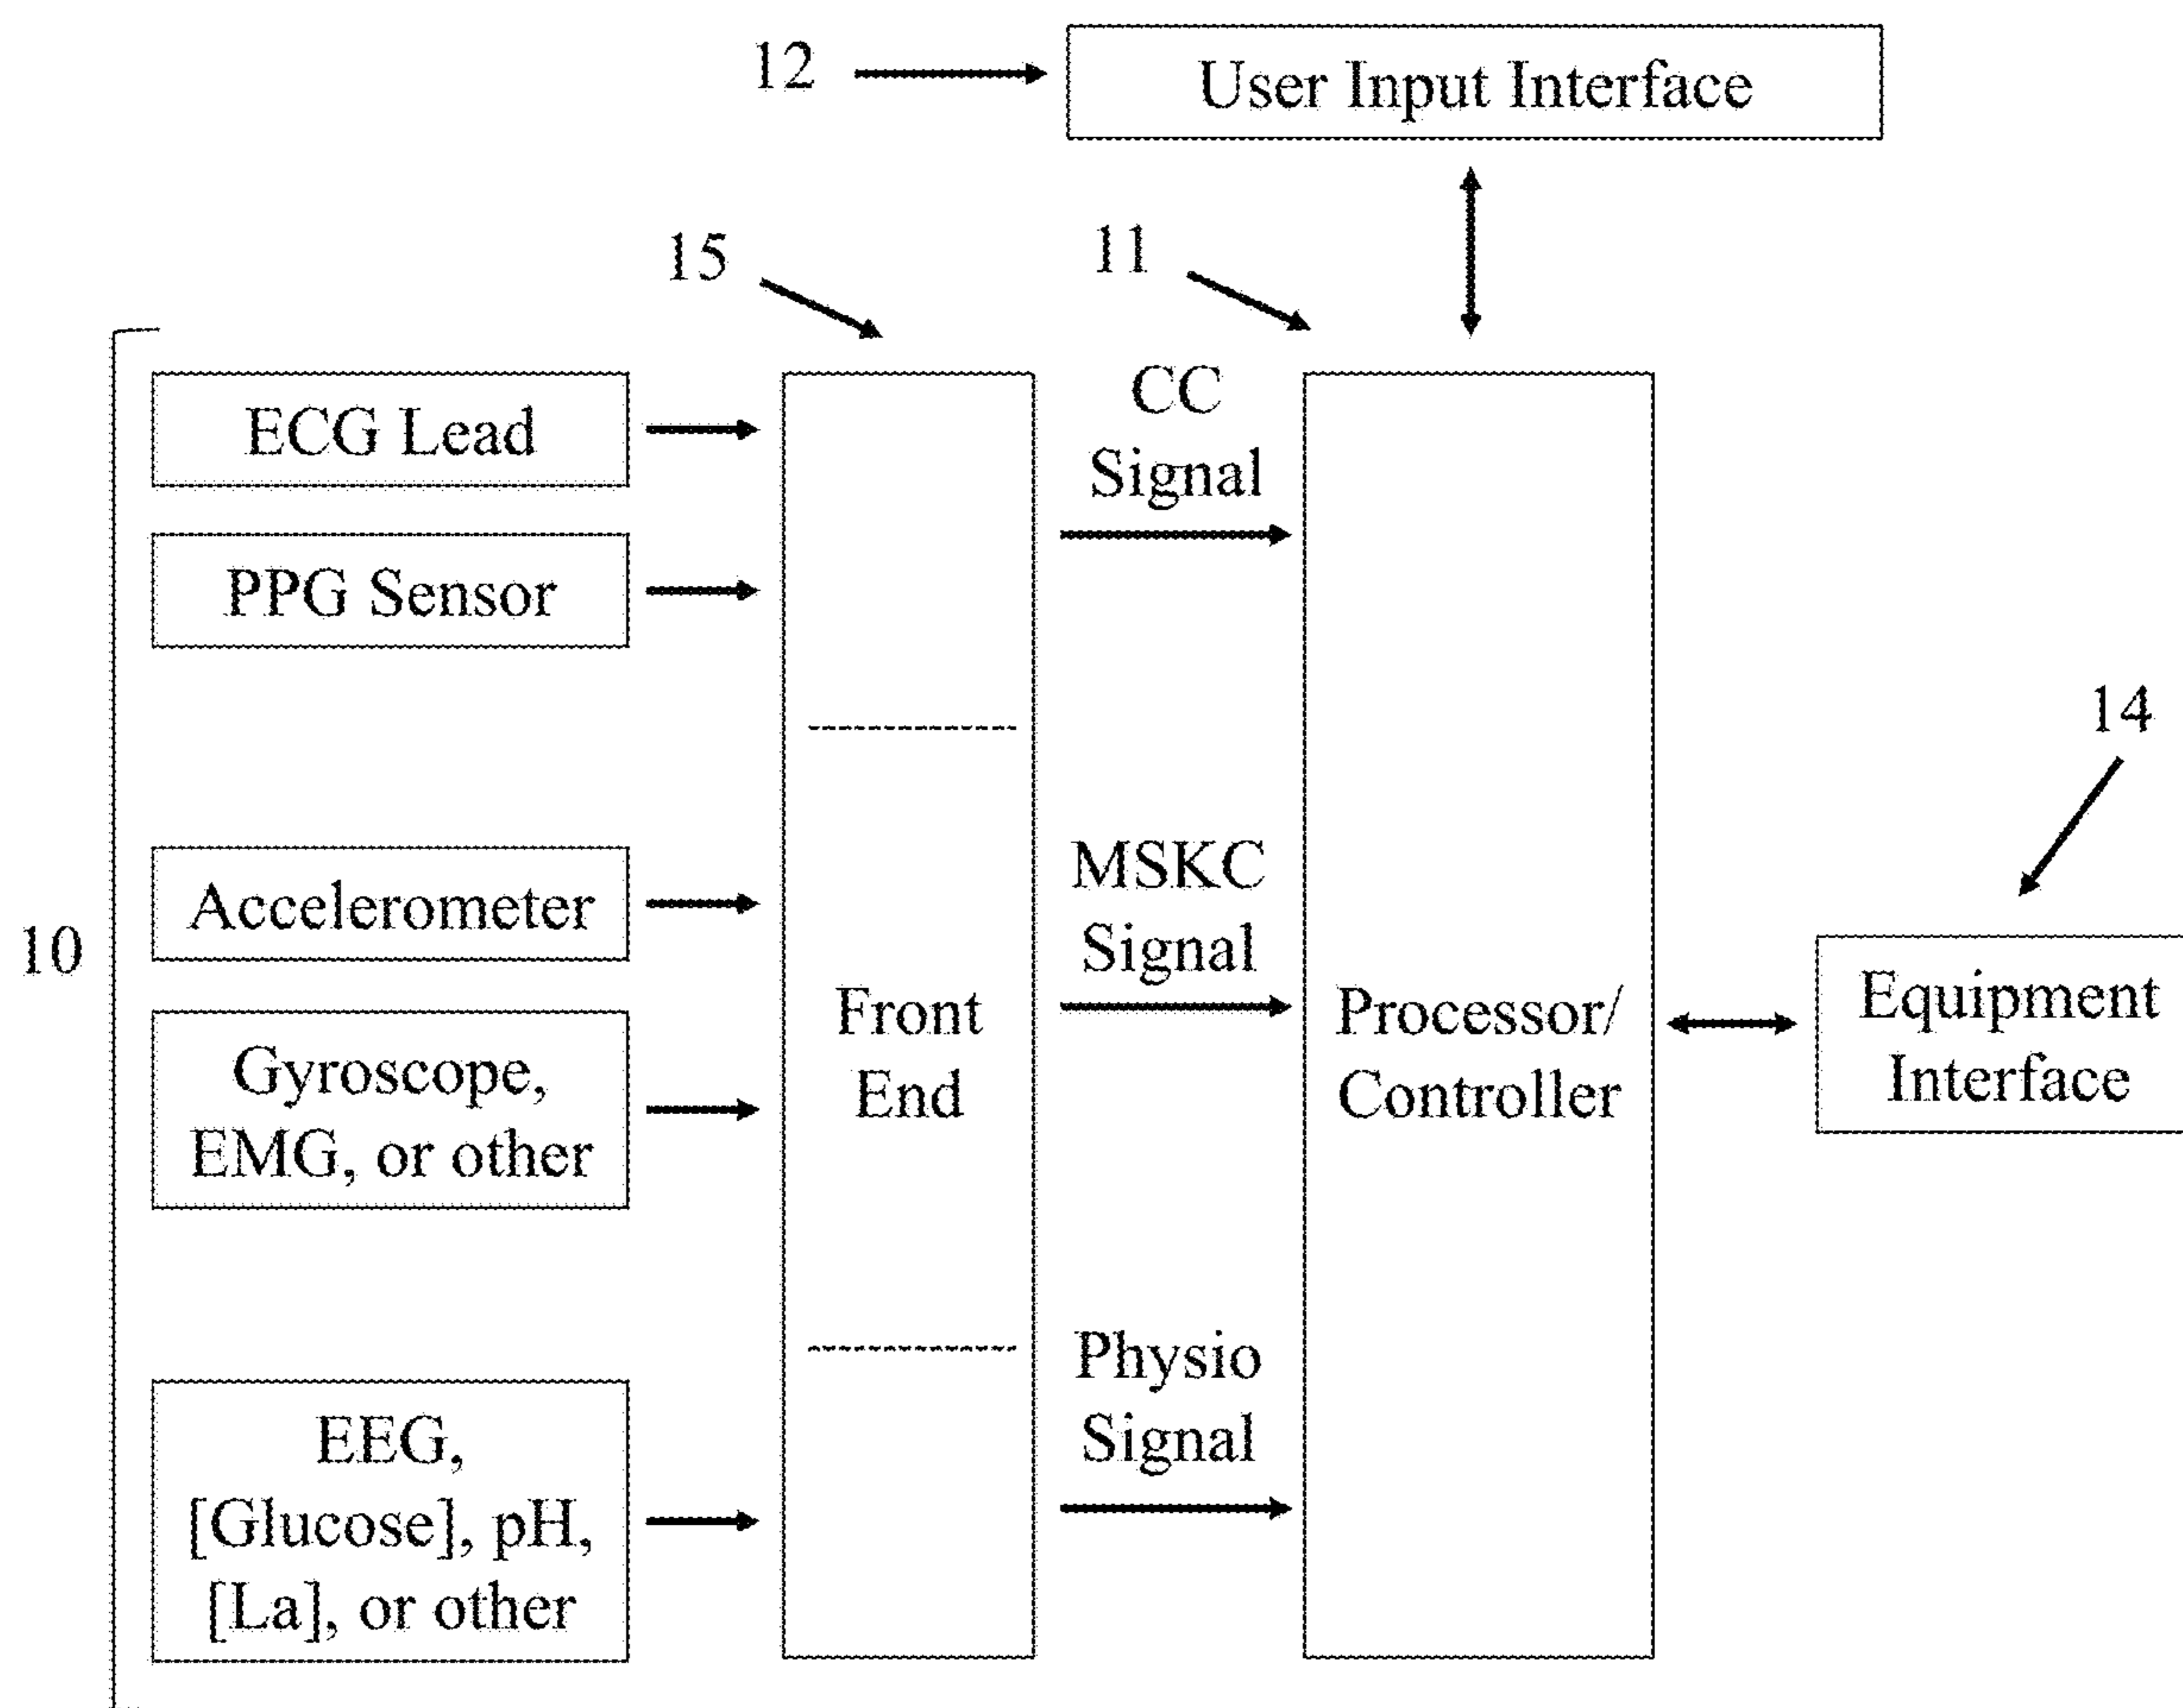 12
User Input Interface
15
11
ECG Lead
CC
Signal
PPG Sensor
14
10
Accelerometer
MSKC
Signal
Front
End
Processor/
Controller
Equipment
Interface
Gyroscope,
EMG, or other
Physio
Signal
EEG,
[Glucose], pH,
[La], or other